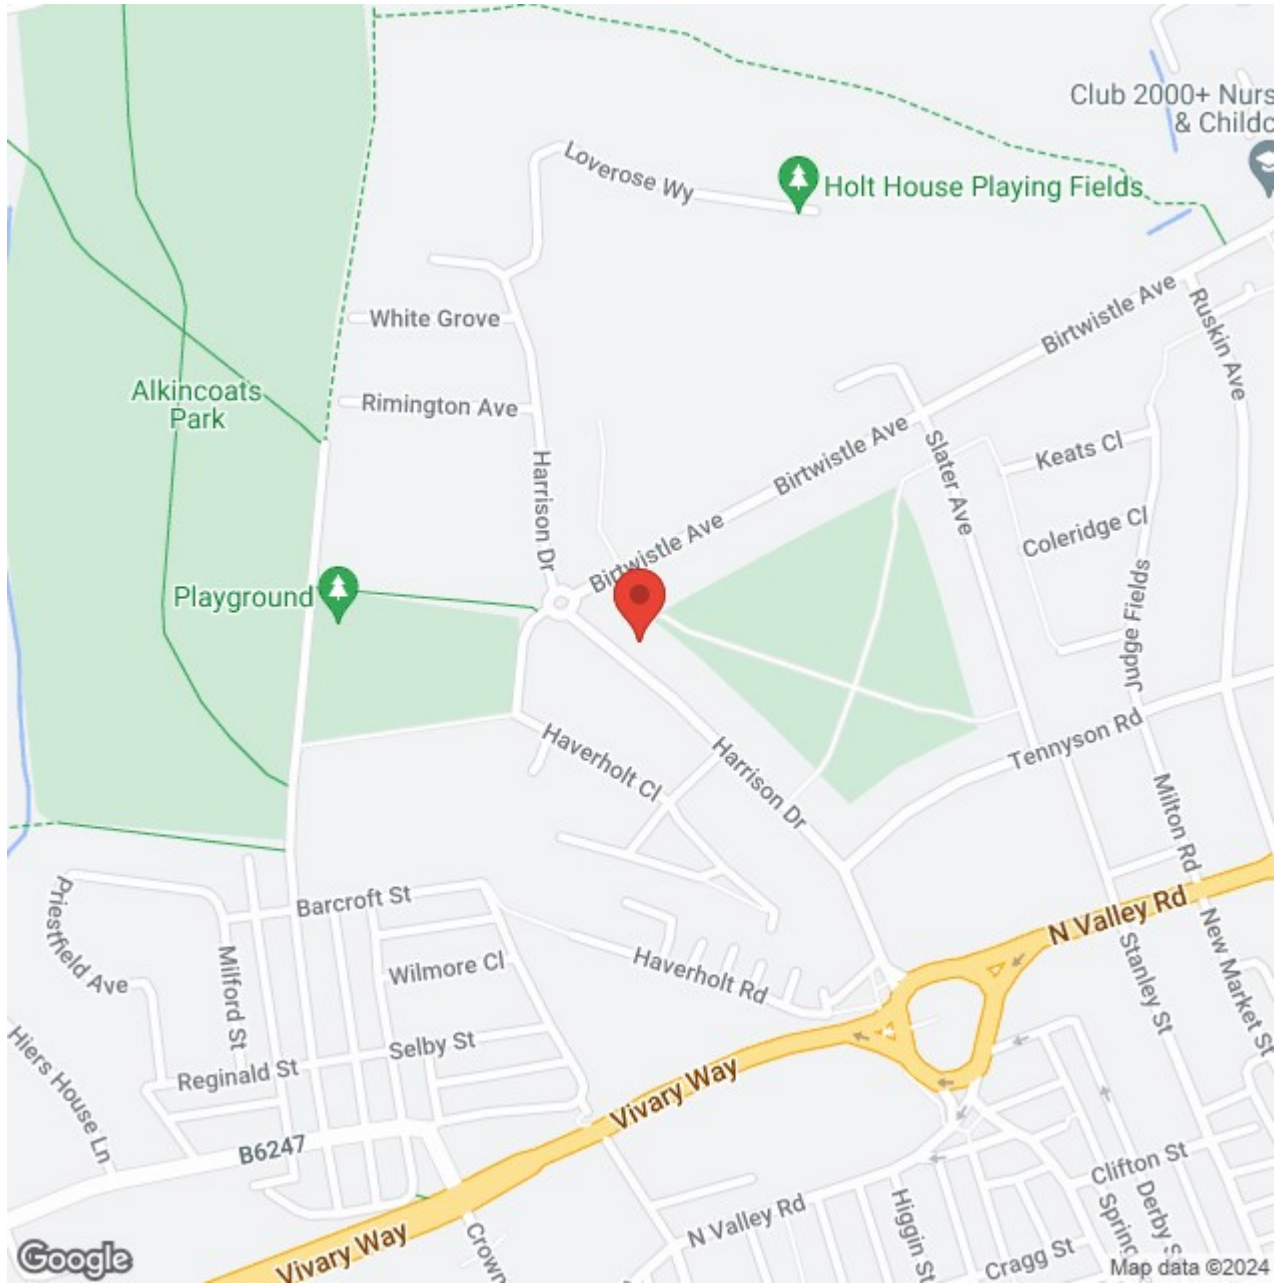 Club 2000+ Nurs
& Childc
Loverose Wy
Holt House Playing Fields
White Grove
Birtwistle Ave
Ruskin Ave
Alkincoats
Park
Rimington Ave
Harrison Dr
Birtwistle Ave
Slater Ave
Keats Cl
Coleridge Cl
Birtwistle Ave
Playground
Judge Fields
Haverholt Cl
Harrison Dr
Tennyson Rd
Milton Rd
Priestfield Ave
Barcroft St
N Valley Rd
New Market St
Stanley St
Milford St
Wilmore Cl
Haverholt Rd
Hiers House Ln
Selby St
Reginald St
Vivary Way
B6247
Clifton St
Derby S
Spring
Higgin St
N Valley Rd
Crown
Cragg St
Vivary Way
Google
Map data ©2024